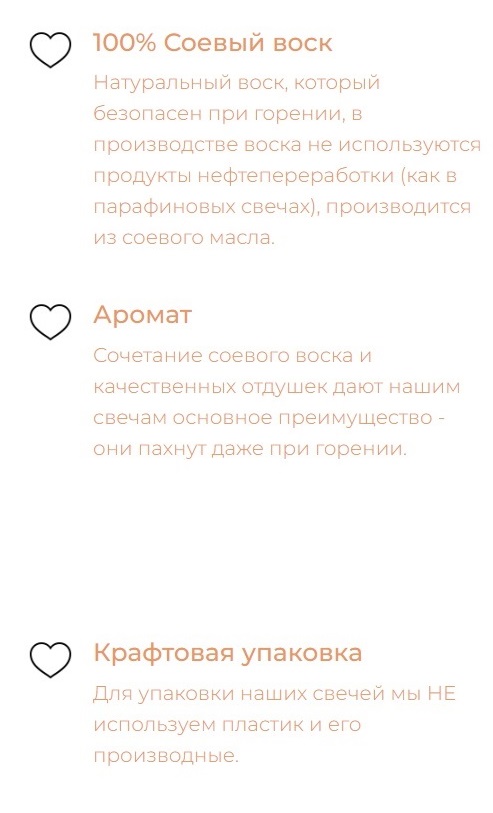 100% Соевый воск
Натуральный воск, который
безопасен при горении, в
производстве воска не используются
продукты нефтепереработки (как в
парафиновых свечах), производится
из соевого масла.
Аромат
Сочетание соевого воска и
качественных отдушек дают нашим
свечам основное преимущество -
они пахнут даже при горении.
Крафтовая упаковка
Для упаковки наших свечей мы НЕ
используем пластик и его
производные.